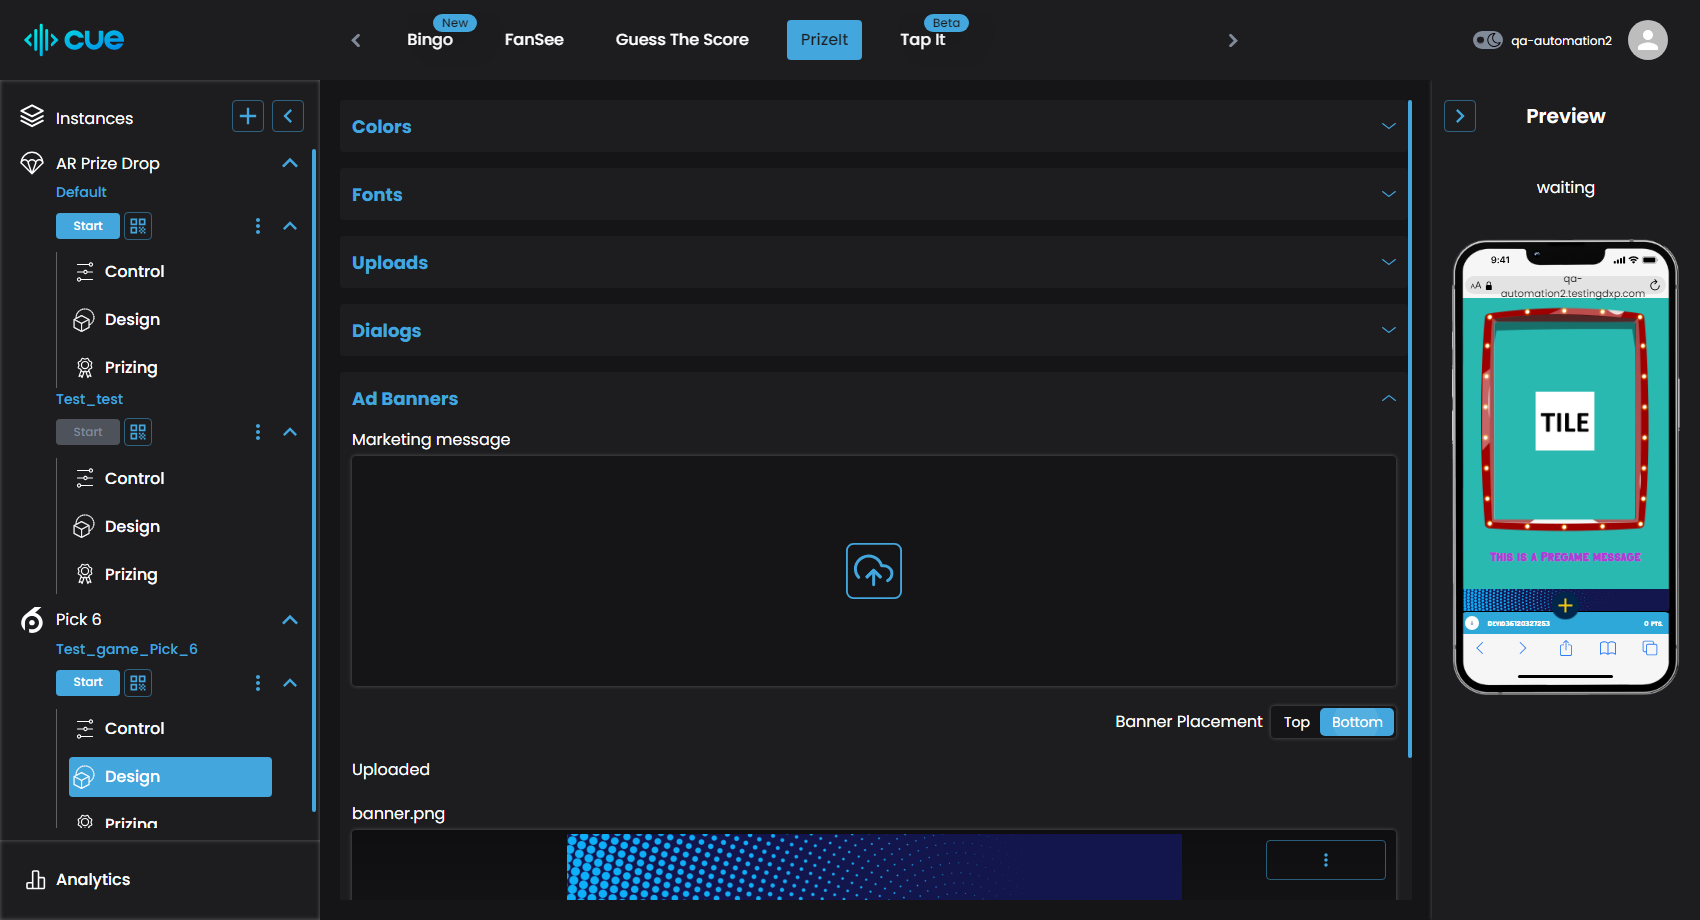 cue
Bingo
New
FanSee
Guess The Score
PrizeIt
Tap It
Beta
qa-automation2
Instances
AR Prize Drop
Default
Start
Control
Design
Prizing
Test_test
Start
Control
Design
Prizing
Pick 6
Test_game_Pick_6
Start
Control
Design
Prizing
Analytics
Colors
Fonts
Uploads
Dialogs
Ad Banners
Marketing message
Banner Placement Top Bottom
Uploaded
banner.png
Preview
waiting
9:41
AA
qa-
automation2.testingdxp.com
TILE
This is a Pregame message
DEVID36120327253 0 PTS.